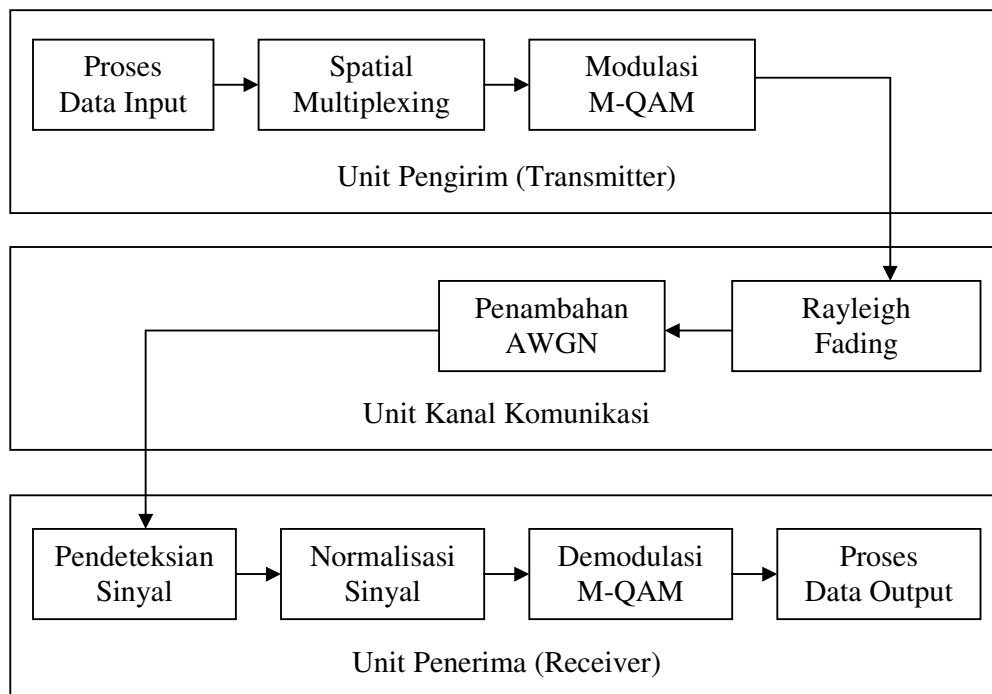 Proses
Data Input
Spatial
Multiplexing
Modulasi
M-QAM
Unit Pengirim (Transmitter)
Penambahan
AWGN
Rayleigh
Fading
Unit Kanal Komunikasi
Pendeteksian
Sinyal
Normalisasi
Sinyal
Demodulasi
M-QAM
Proses
Data Output
Unit Penerima (Receiver)